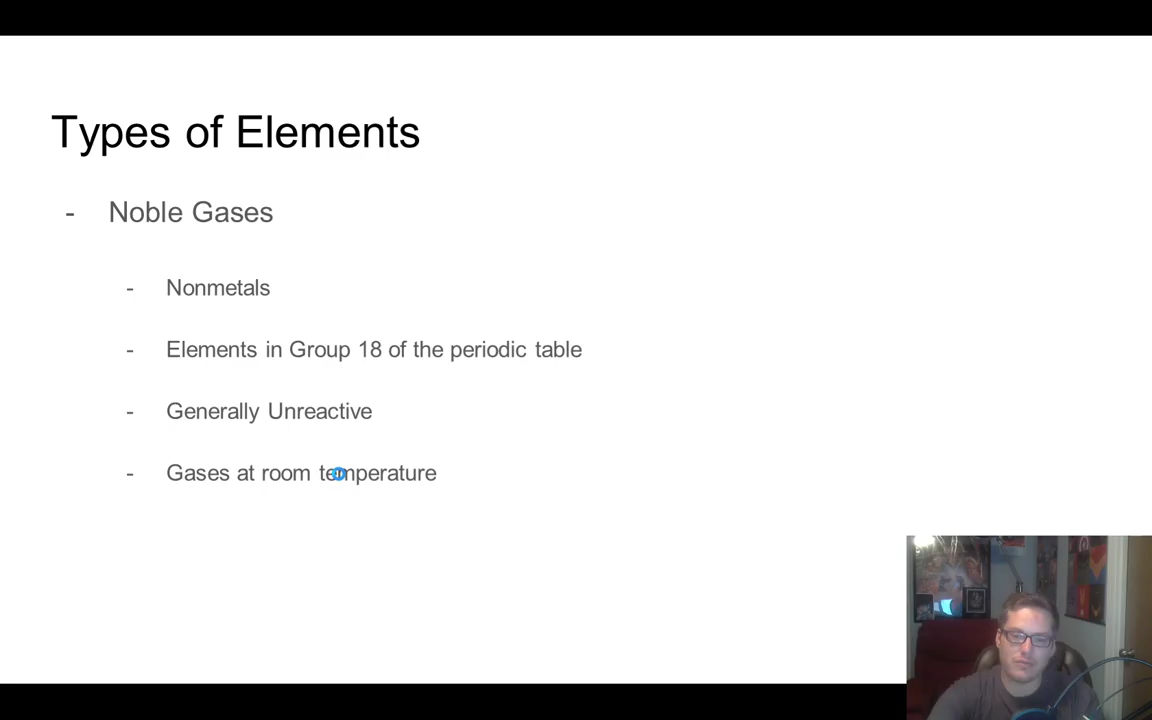 Types of Elements
- Noble Gases
- Nonmetals
- Elements in Group 18 of the periodic table
- Generally Unreactive
- Gases at room temperature